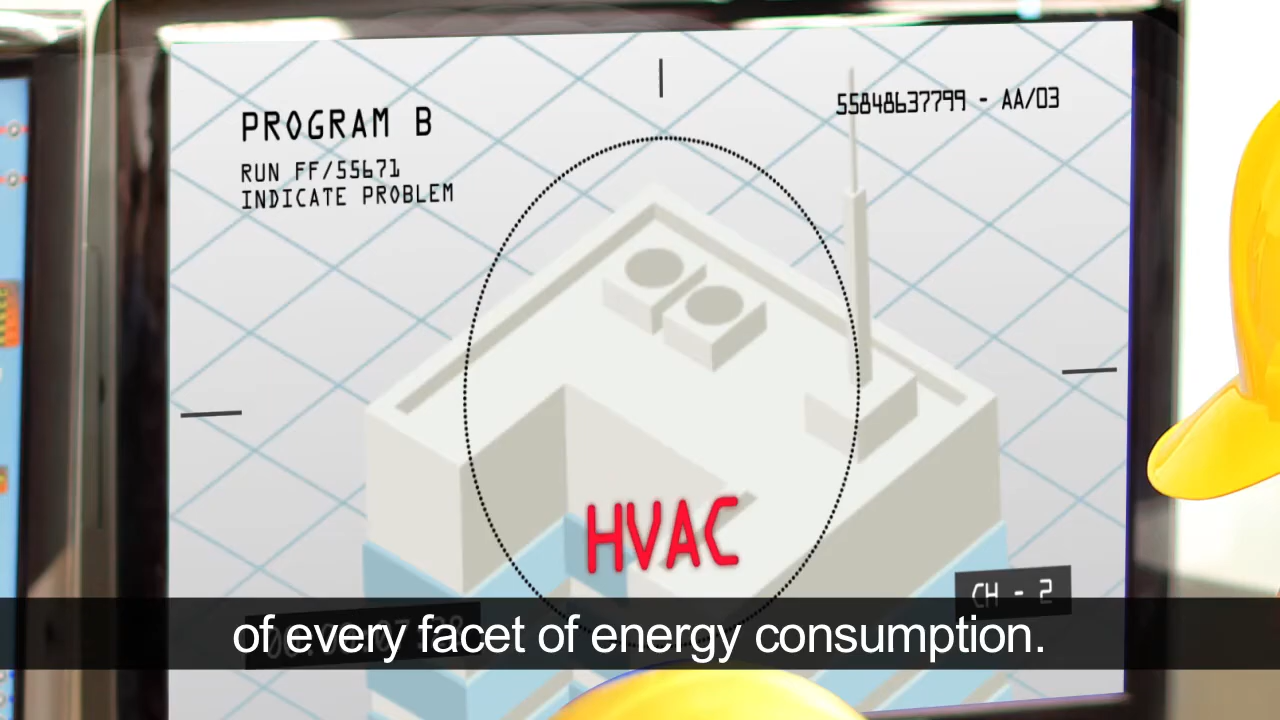 PROGRAM B
55848637799 - AA/03
RUN FF/55671
INDICATE PROBLEM
HVAC
CH - 2
of every facet of energy consumption.